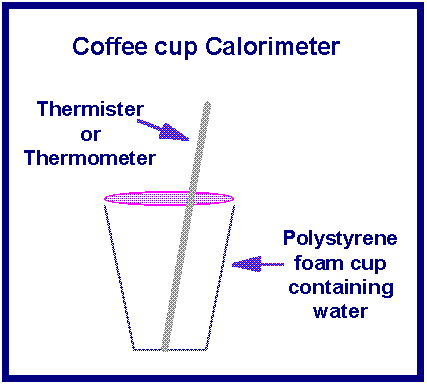 Coffee cup Calorimeter
Thermister
or
Thermometer
Polystyrene
foam cup
containing
water